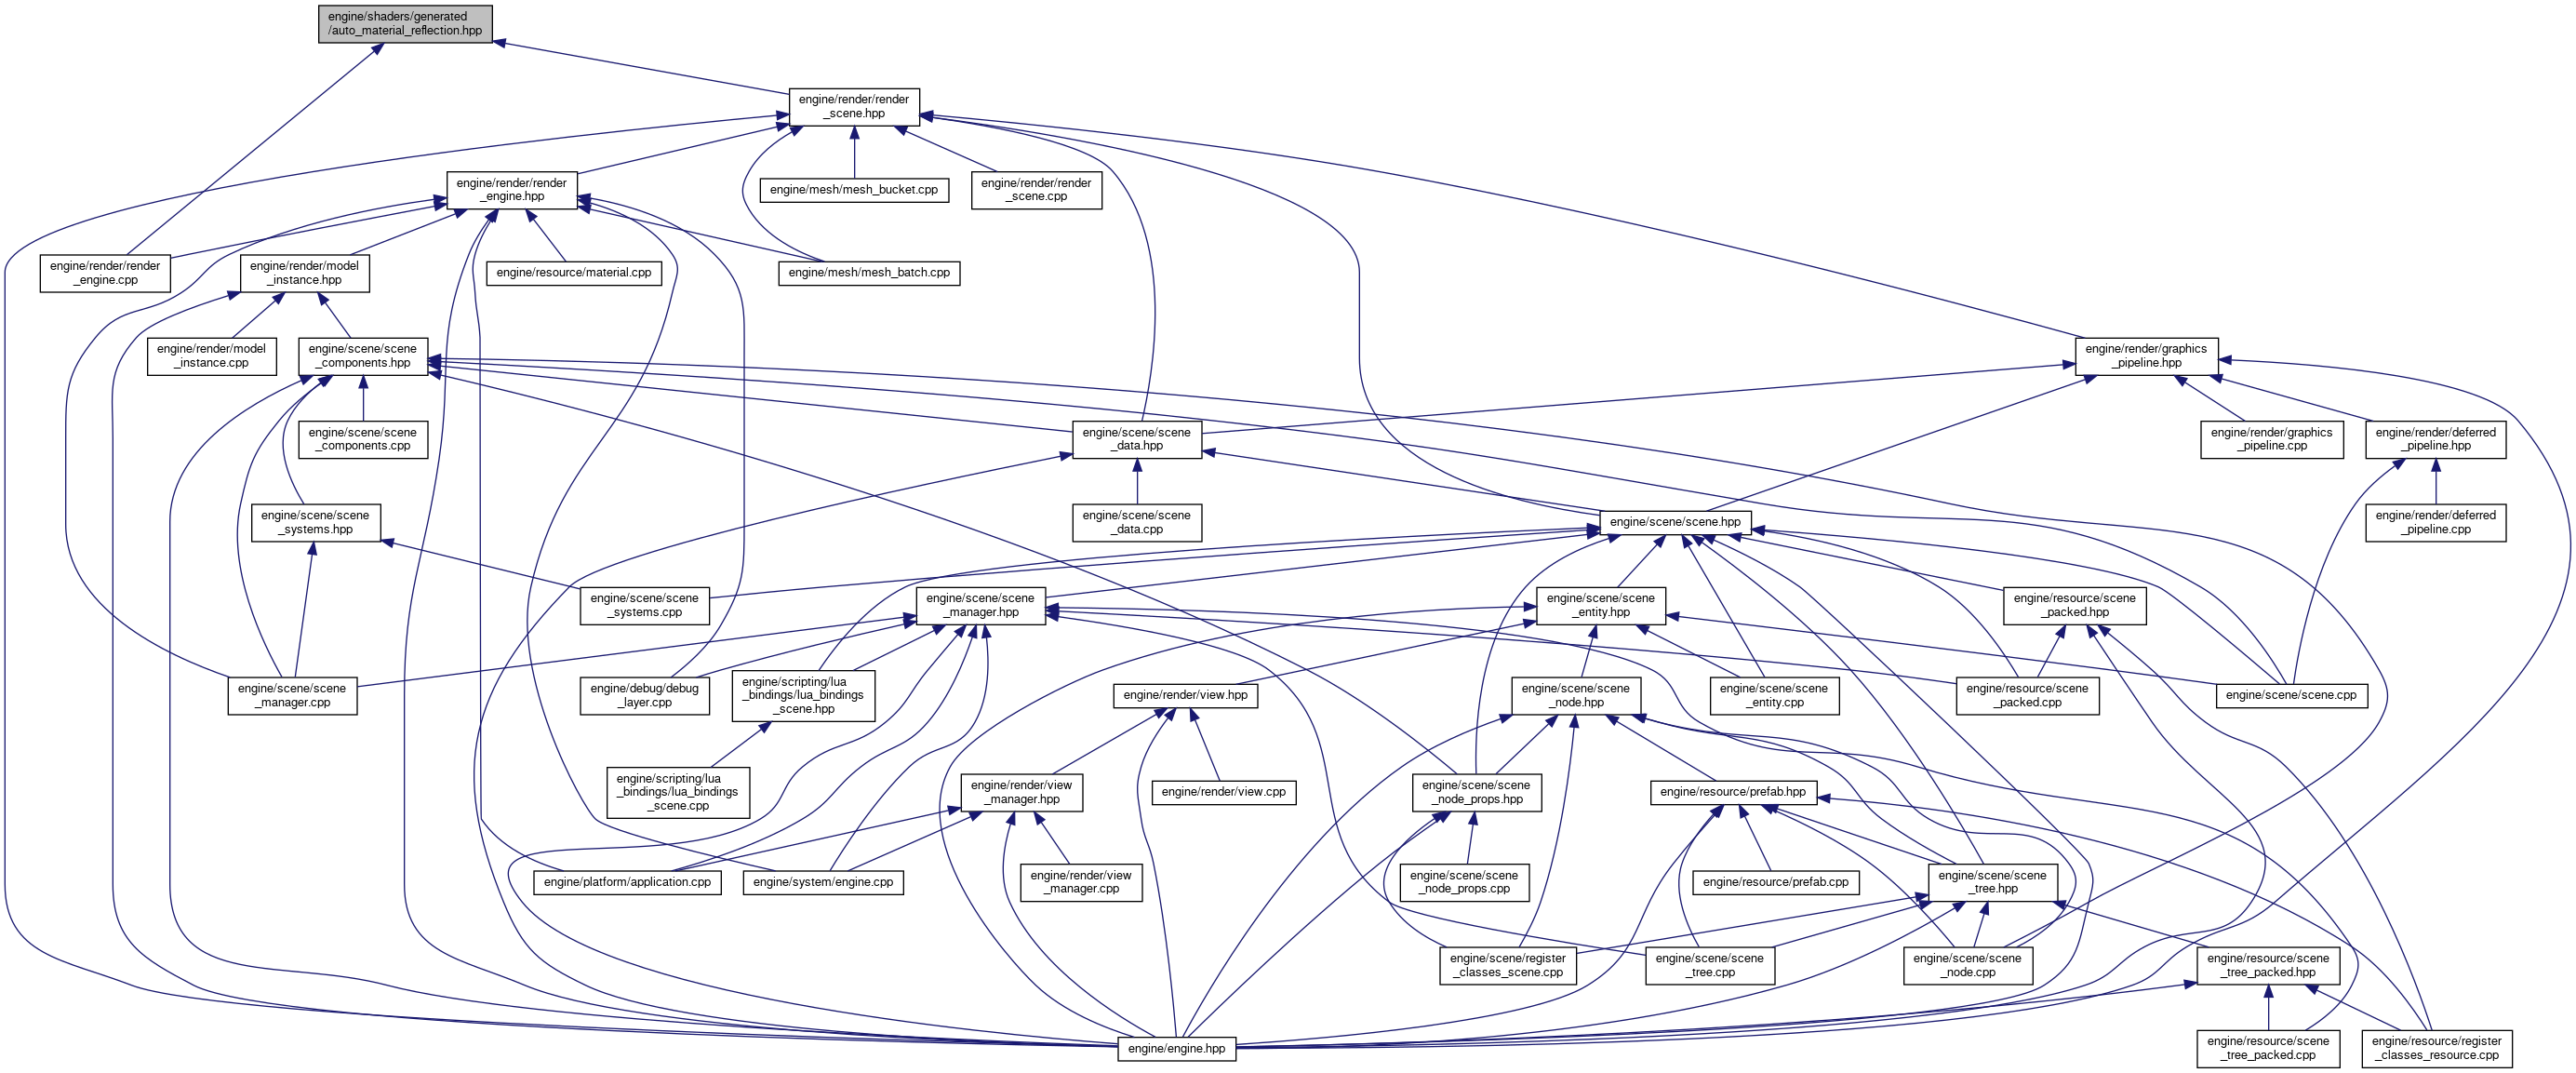 engine/shaders/generated
/auto_material_reflection.hpp
engine/render/render
_scene.hpp
engine/render/render
_engine.hpp
engine/mesh/mesh_bucket.cpp
engine/render/render
_scene.cpp
engine/render/render
_engine.cpp
engine/render/model
_instance.hpp
engine/resource/material.cpp
engine/mesh/mesh_batch.cpp
engine/render/model
_instance.cpp
engine/scene/scene
_components.hpp
engine/render/graphics
_pipeline.hpp
engine/scene/scene
_components.cpp
engine/scene/scene
_data.hpp
engine/render/graphics
_pipeline.cpp
engine/render/deferred
_pipeline.hpp
engine/scene/scene
_systems.hpp
engine/scene/scene
_data.cpp
engine/scene/scene.hpp
engine/render/deferred
_pipeline.cpp
engine/scene/scene
_systems.cpp
engine/scene/scene
_manager.hpp
engine/scene/scene
_entity.hpp
engine/resource/scene
_packed.hpp
engine/scene/scene
_manager.cpp
engine/debug/debug
_layer.cpp
engine/scripting/lua
_bindings/lua_bindings
_scene.hpp
engine/render/view.hpp
engine/scene/scene
_node.hpp
engine/scene/scene
_entity.cpp
engine/resource/scene
_packed.cpp
engine/scene/scene.cpp
engine/scripting/lua
_bindings/lua_bindings
_scene.cpp
engine/render/view
_manager.hpp
engine/render/view.cpp
engine/scene/scene
_node_props.hpp
engine/resource/prefab.hpp
engine/platform/application.cpp
engine/system/engine.cpp
engine/render/view
_manager.cpp
engine/scene/scene
_node_props.cpp
engine/resource/prefab.cpp
engine/scene/scene
_tree.hpp
engine/scene/register
_classes_scene.cpp
engine/scene/scene
_tree.cpp
engine/scene/scene
_node.cpp
engine/resource/scene
_tree_packed.hpp
engine/engine.hpp
engine/resource/scene
_tree_packed.cpp
engine/resource/register
_classes_resource.cpp